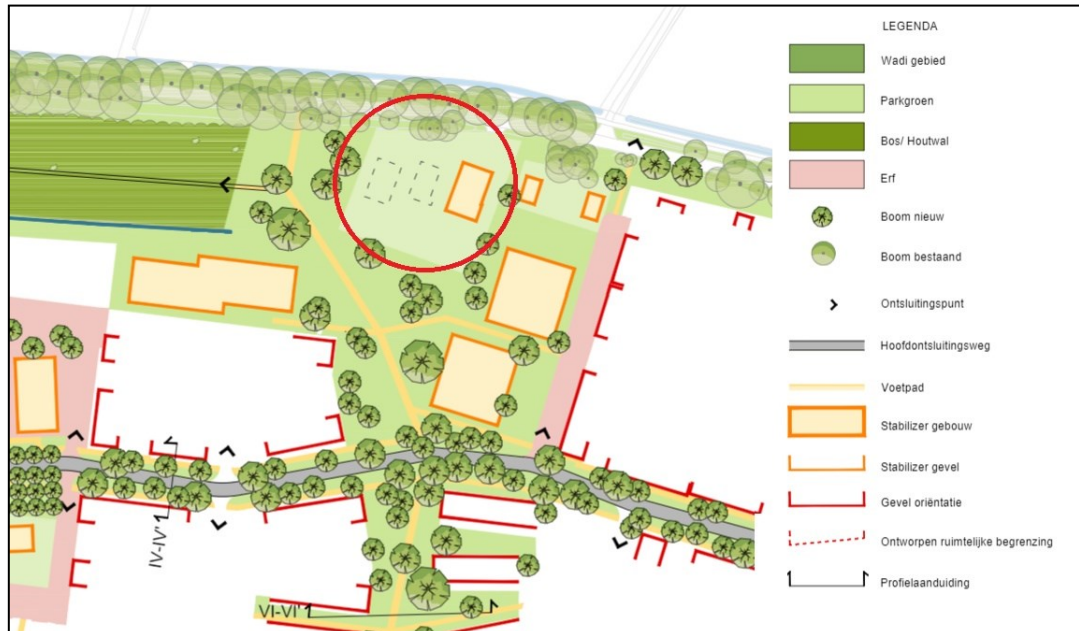 LEGENDA
Wadi gebied
Parkgroen
Bos/ Houtwal
Erf
Boom nieuw
Boom bestaand
Ontsluitingspunt
Hoofdontsluitingsweg
Voetpad
Stabilizer gebouw
Stabilizer gevel
Gevel oriëntatie
Ontworpen ruimtelijke begrenzing
Profielaanduiding
IV-IV'
VI-VI'